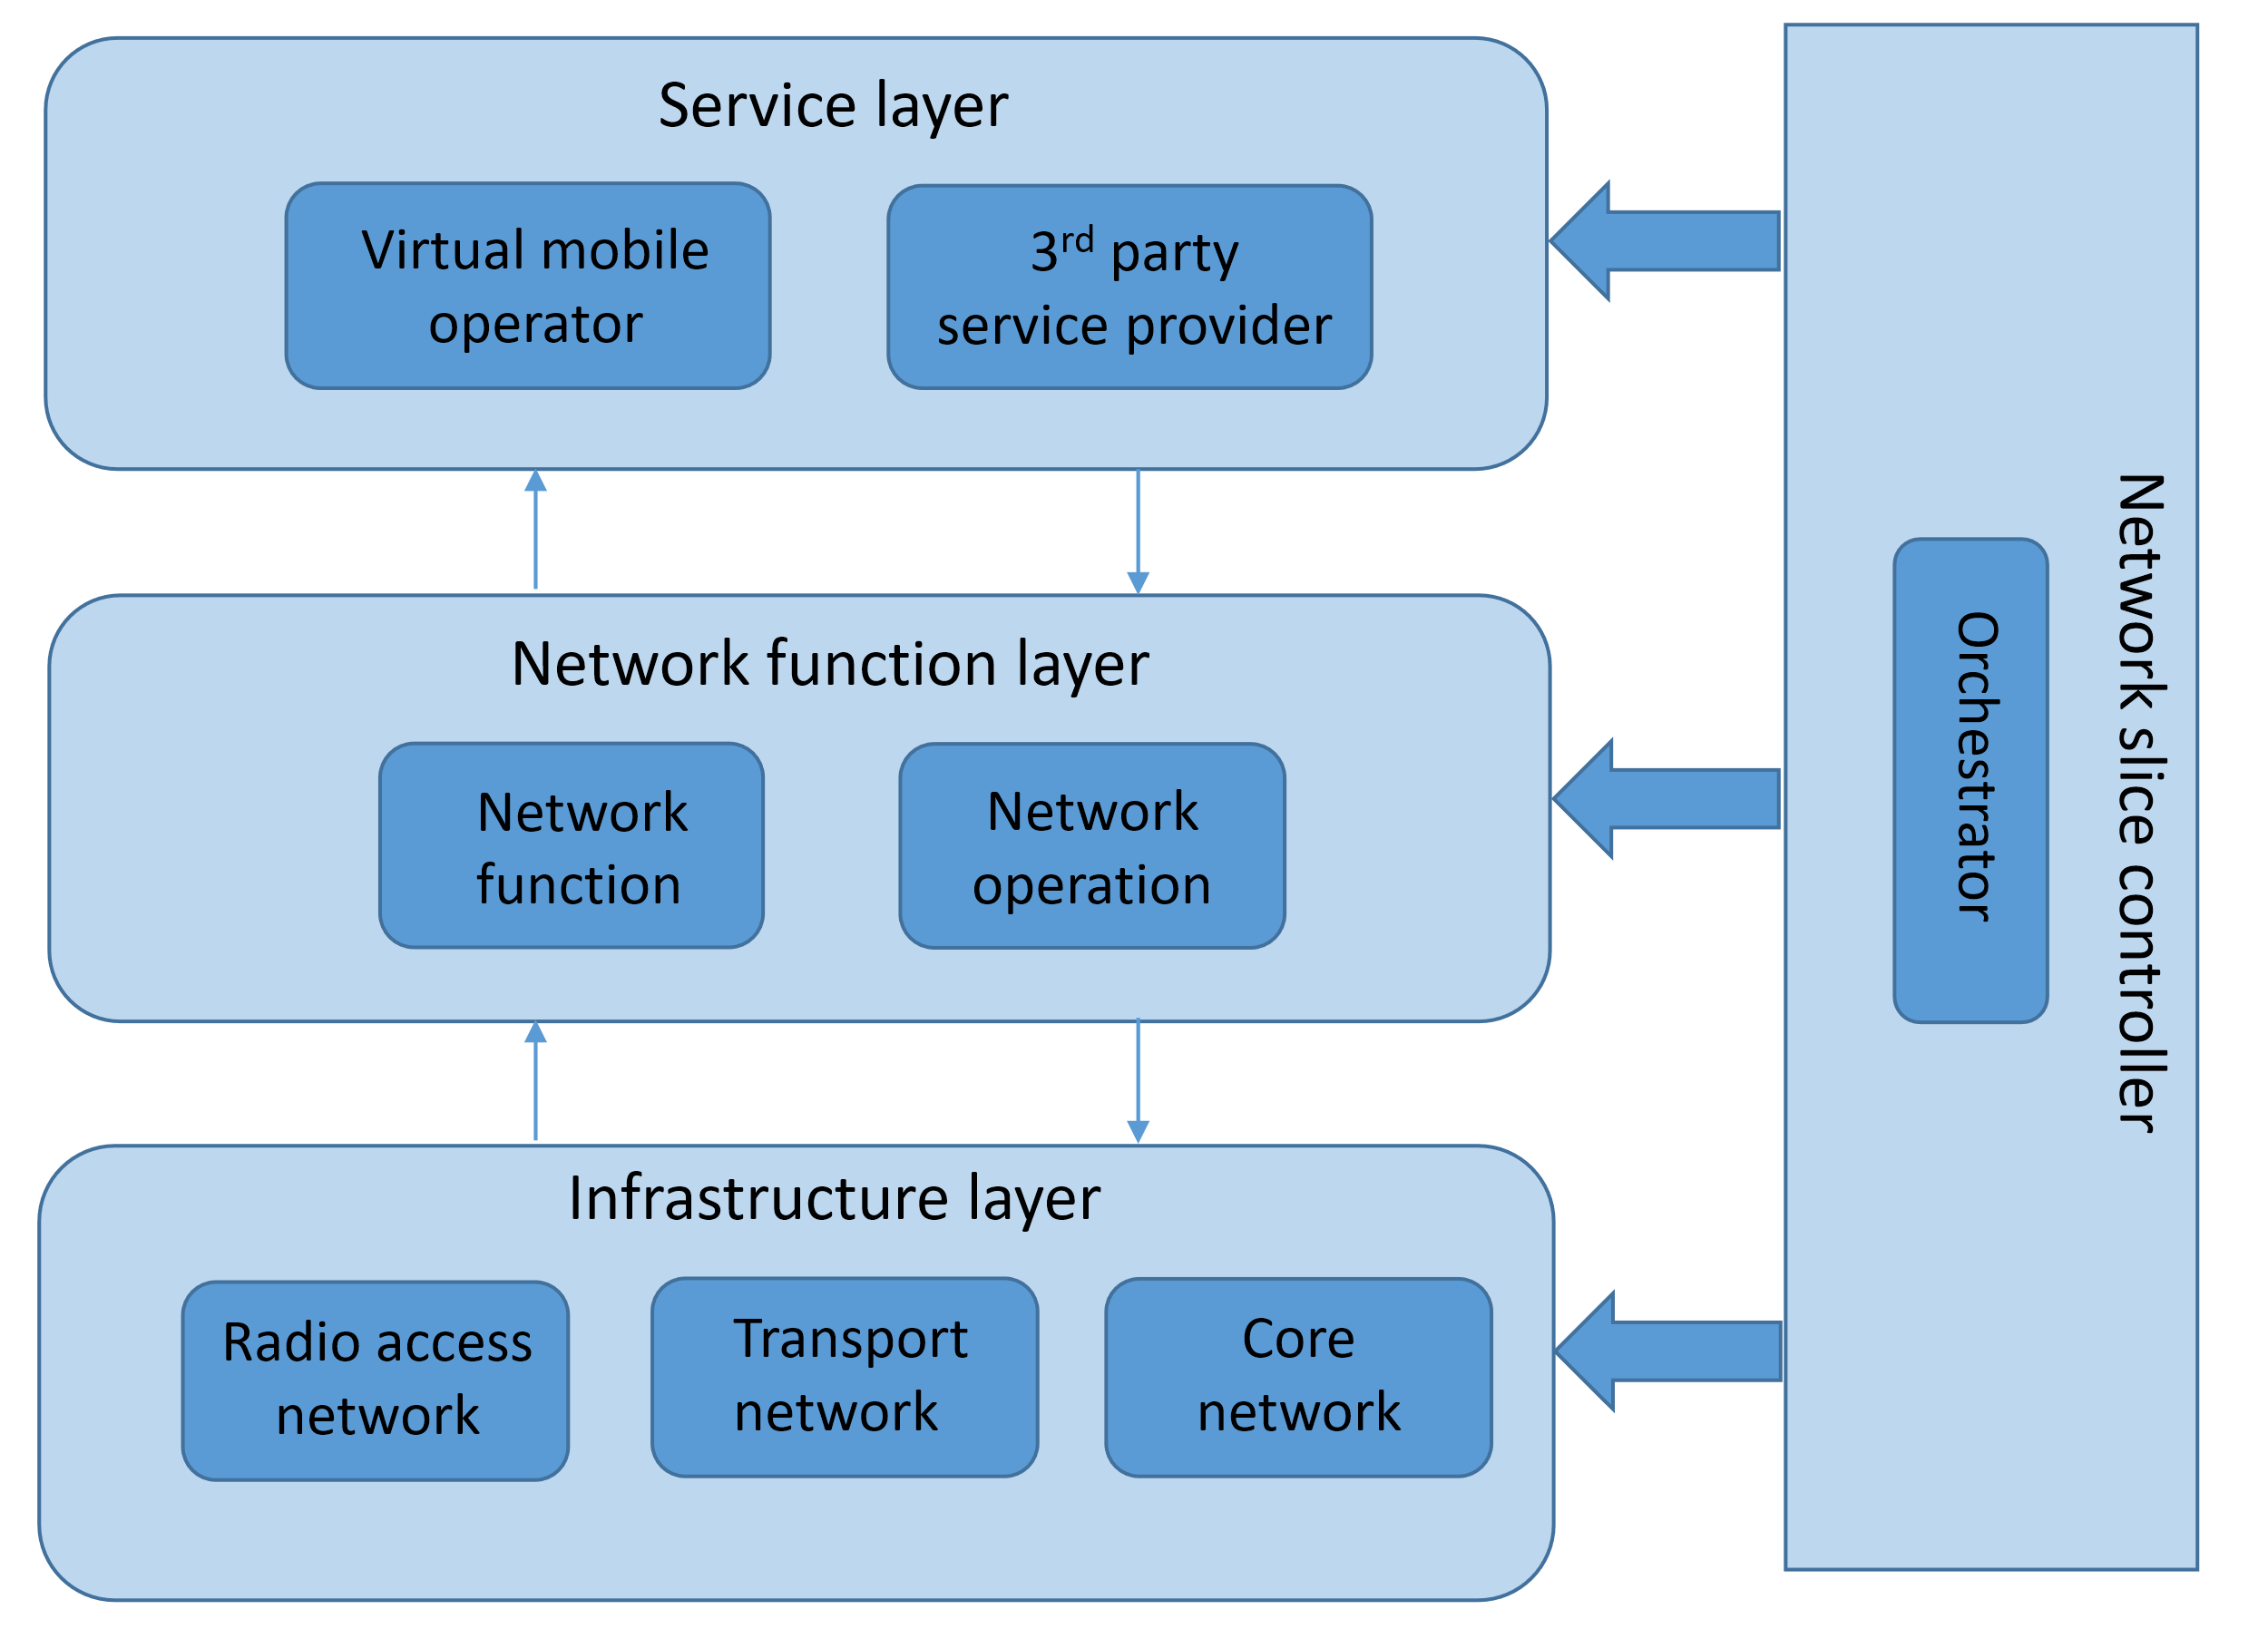 Service layer
Virtual mobile
operator
3rd party
service provider
Network function layer
Network
function
Network
operation
Infrastructure layer
Radio access
network
Transport
network
Core
network
Orchestrator
Network slice controller